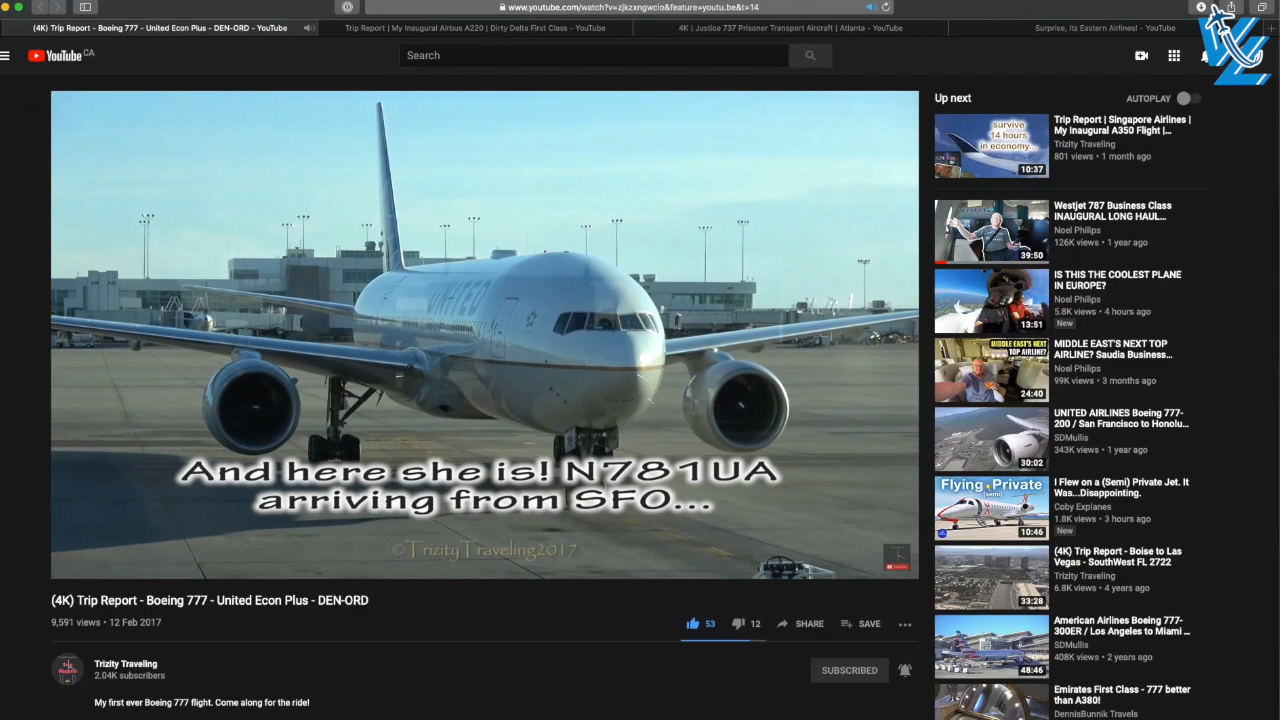 www.youtube.com/watch?v=zjkzxngwcio&feature=youtu.be&t=14
(4K) Trip Report - Boeing 777 - United Econ Plus - DEN-ORD - YouTube
Trip Report | My Inaugural Airbus A220 | Dirty Delta First Class - YouTube
4K | Justice 737 Prisoner Transport Aircraft | Atlanta - YouTube
Surprise, its Eastern Airlines! - YouTube
YouTube CA
Search
UNITED
And here she is! N781UA
arriving from SFO...
©TrizityTraveling2017
(4K) Trip Report - Boeing 777 - United Econ Plus - DEN-ORD
9,591 views • 12 Feb 2017
53
12
SHARE
SAVE
Trizity Traveling
2.04K subscribers
SUBSCRIBED
My first ever Boeing 777 flight. Come along for the ride!
Up next
AUTOPLAY
survive
14 hours
in economy...
10:37
Trip Report | Singapore Airlines |
My Inaugural A350 Flight |...
Trizity Traveling
801 views • 1 month ago
39:50
Westjet 787 Business Class
INAUGURAL LONG HAUL...
Noel Philips
126K views • 1 year ago
13:51
IS THIS THE COOLEST PLANE
IN EUROPE?
Noel Philips
5.8K views • 4 hours ago
New
MIDDLE EAST'S NEXT
TOP AIRLINE?
24:40
MIDDLE EAST'S NEXT TOP
AIRLINE? Saudia Business...
Noel Philips
99K views • 3 months ago
30:02
UNITED AIRLINES Boeing 777-
200 / San Francisco to Honolu...
SDMullis
343K views • 1 year ago
Flying Private
(semi)
10:46
I Flew on a (Semi) Private Jet. It
Was...Disappointing.
Coby Explanes
1.8K views • 3 hours ago
New
33:28
(4K) Trip Report - Boise to Las
Vegas - SouthWest FL 2722
Trizity Traveling
6.8K views • 4 years ago
48:46
American Airlines Boeing 777-
300ER / Los Angeles to Miami ...
SDMullis
408K views • 2 years ago
Emirates First Class - 777 better
than A380!
DennisBunnik Travels